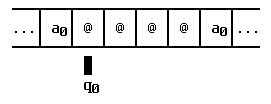 ... a₀ @ @ @ @ a₀ ...
q₀